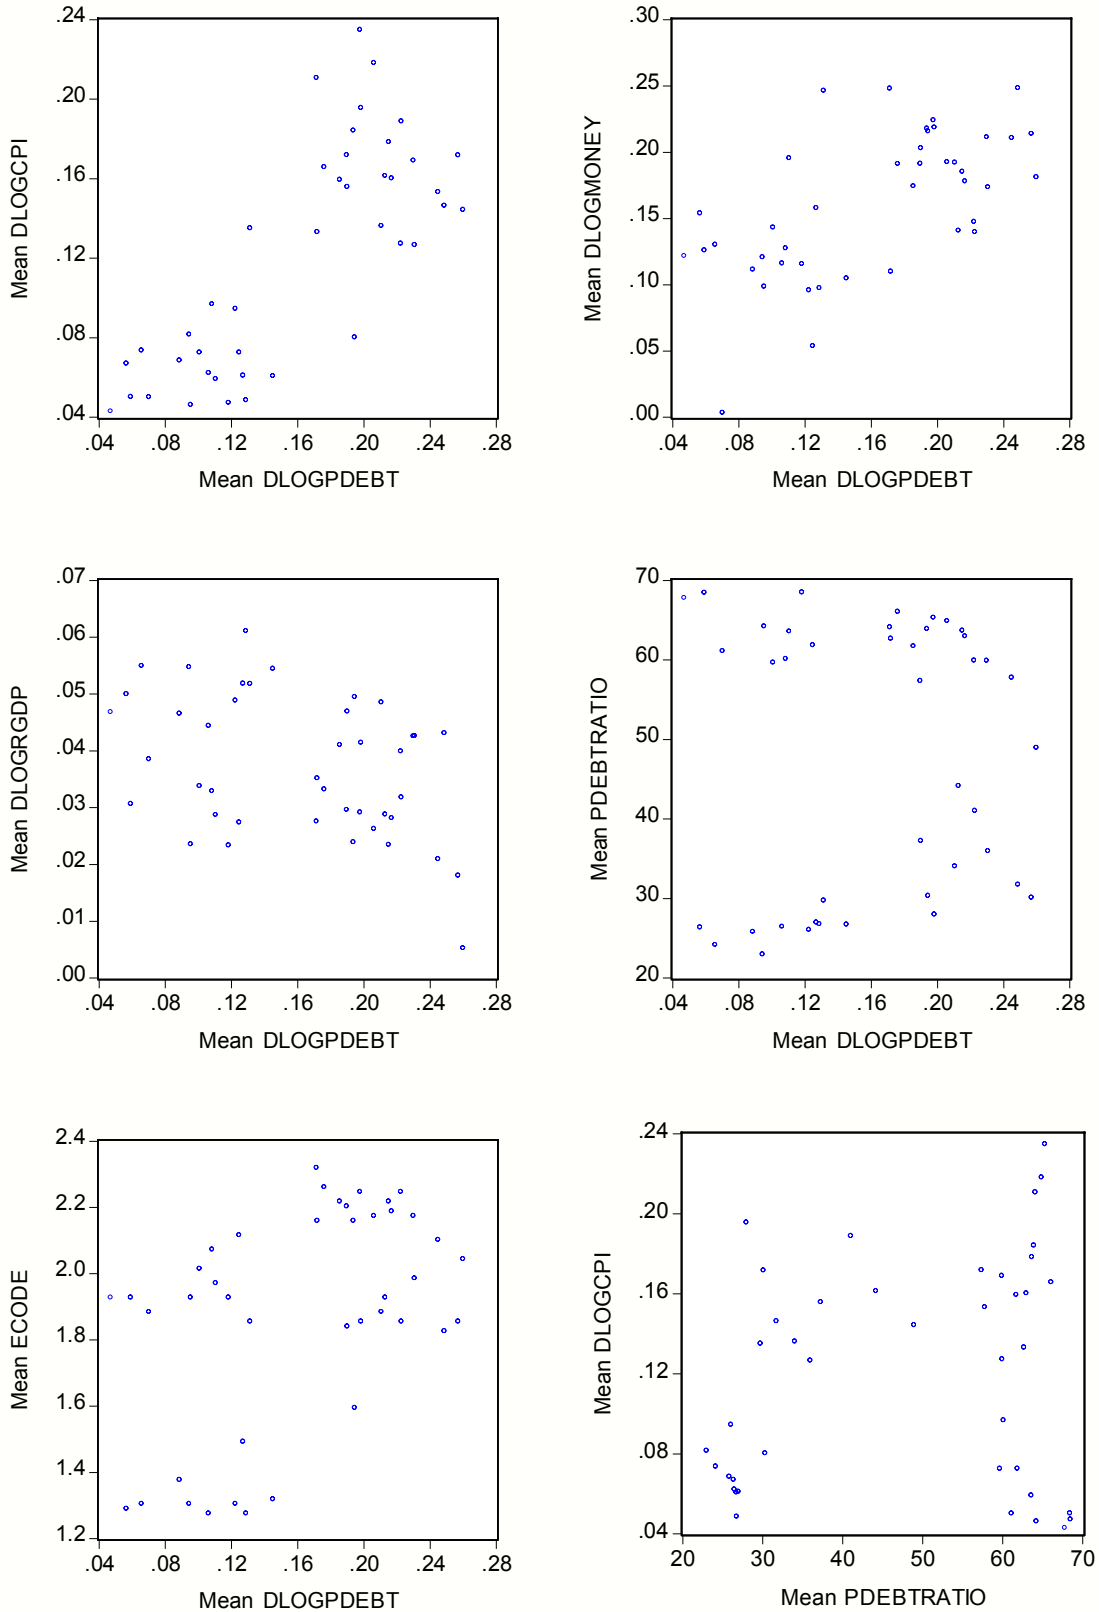 .24
.20
.16
.12
.08
.04
Mean DLOGCPI
.04 .08 .12 .16 .20 .24 .28
Mean DLOGPDEBT
.30
.25
.20
.15
.10
.05
.00
Mean DLOGMONEY
.04 .08 .12 .16 .20 .24 .28
Mean DLOGPDEBT
.07
.06
.05
.04
.03
.02
.01
.00
Mean DLOGRGDP
.04 .08 .12 .16 .20 .24 .28
Mean DLOGPDEBT
70
60
50
40
30
20
Mean PDEBTRATIO
.04 .08 .12 .16 .20 .24 .28
Mean DLOGPDEBT
2.4
2.2
2.0
1.8
1.6
1.4
1.2
Mean ECODE
.04 .08 .12 .16 .20 .24 .28
Mean DLOGPDEBT
.24
.20
.16
.12
.08
.04
Mean DLOGCPI
20 30 40 50 60 70
Mean PDEBTRATIO